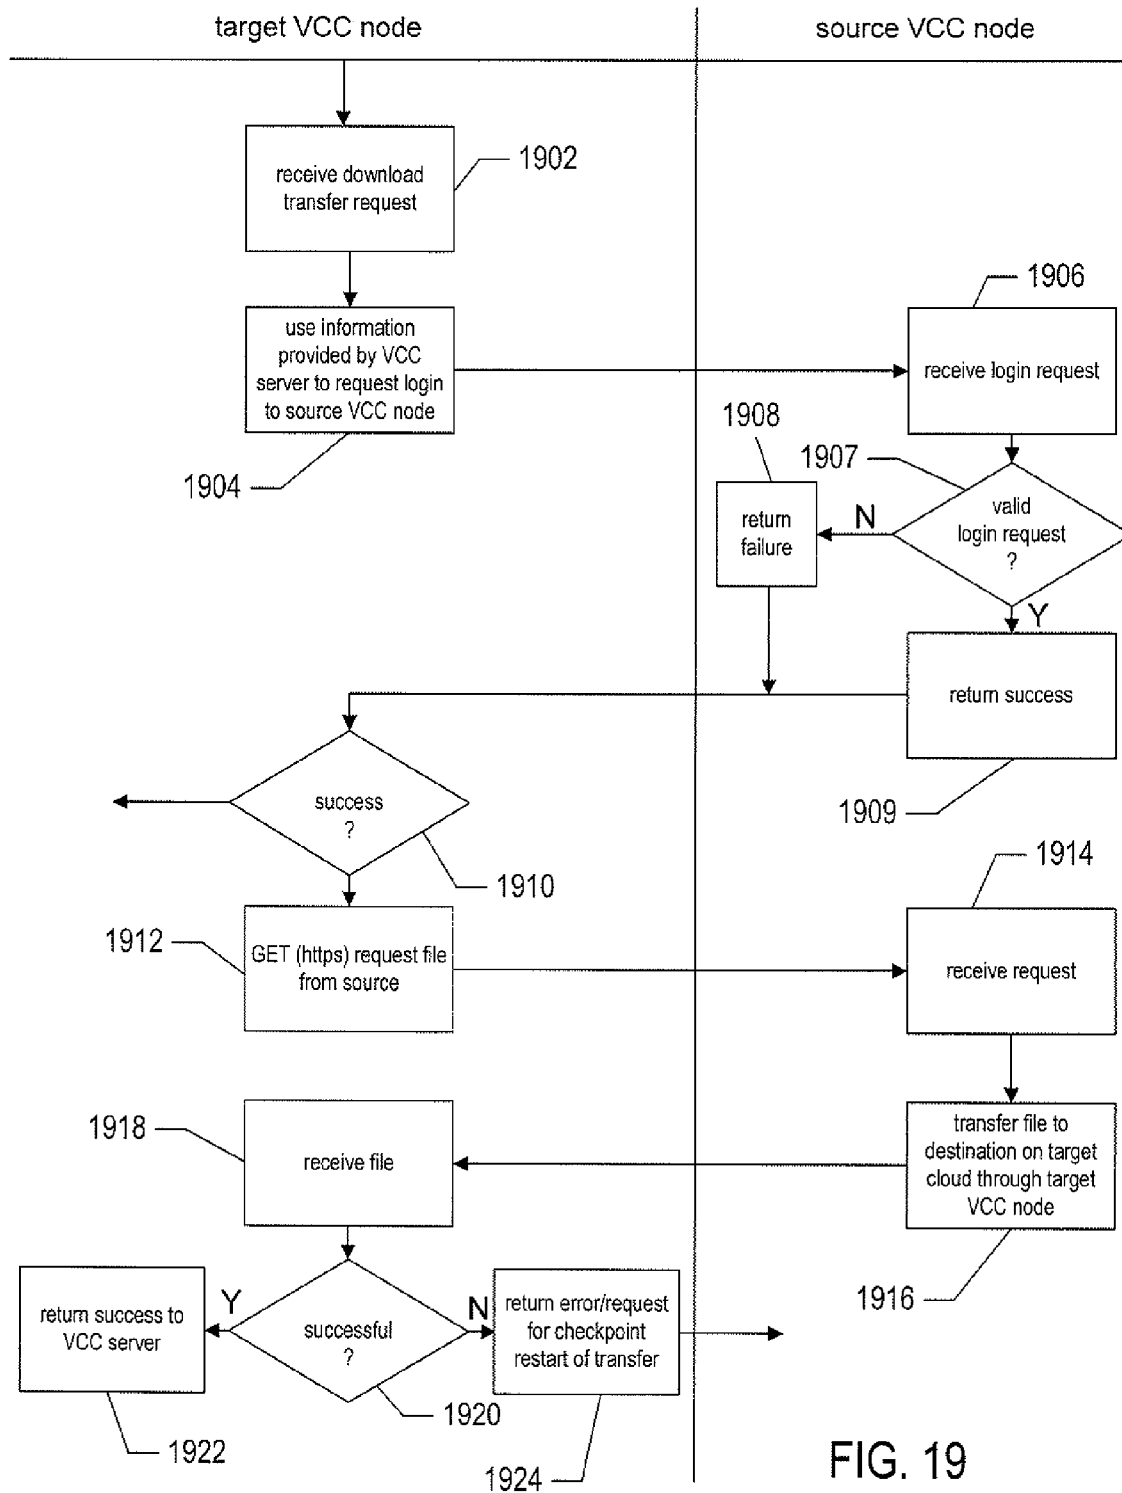 target VCC node
source VCC node
receive download
transfer request
1902
use information
provided by VCC
server to request login
to source VCC node
1904
1906
receive login request
1908
1907
return
failure
N
valid
login request
?
Y
return success
1909
success
?
1910
1912
GET (https) request file
from source
1914
receive request
1918
receive file
transfer file to
destination on target
cloud through target
VCC node
1916
return success to
VCC server
1922
Y
successful
?
1920
N
return error/request
for checkpoint
restart of transfer
1924
FIG. 19